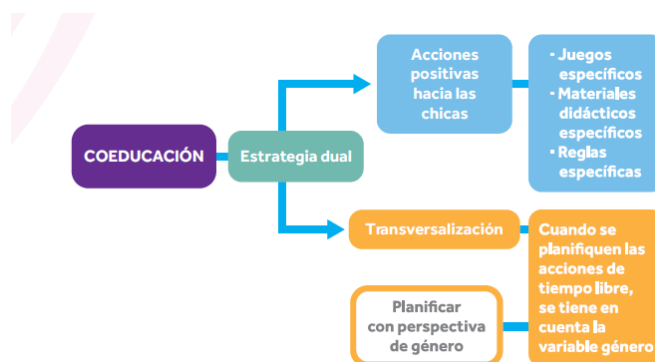 COEDUCACIÓN
Estrategia dual
Acciones
positivas
hacia las
chicas
- Juegos
específicos
- Materiales
didácticos
específicos
- Reglas
específicas
Transversalización
Cuando se
planifiquen las
acciones de
tiempo libre,
se tiene en
cuenta la
variable género
Planificar
con perspectiva
de género